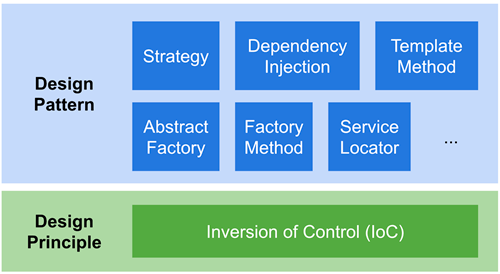 Design
Pattern
Strategy
Dependency
Injection
Template
Method
Abstract
Factory
Factory
Method
Service
Locator
...
Design
Principle
Inversion of Control (IoC)